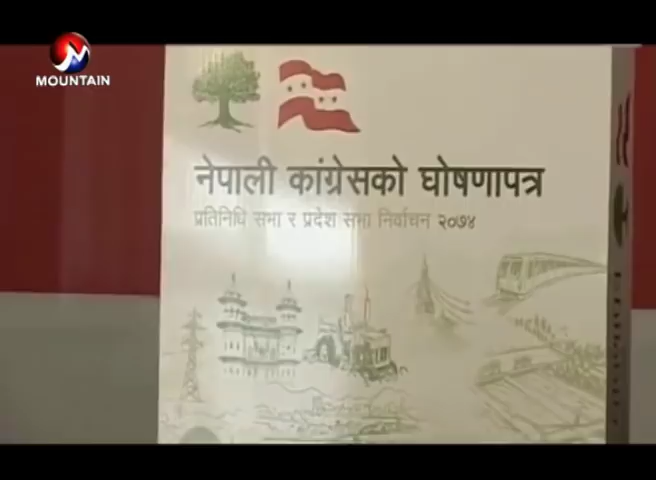 MOUNTAIN
नेपाली कांग्रेसको घोषणापत्र
प्रतिनिधि सभा र प्रदेश सभा निर्वाचन २०७४